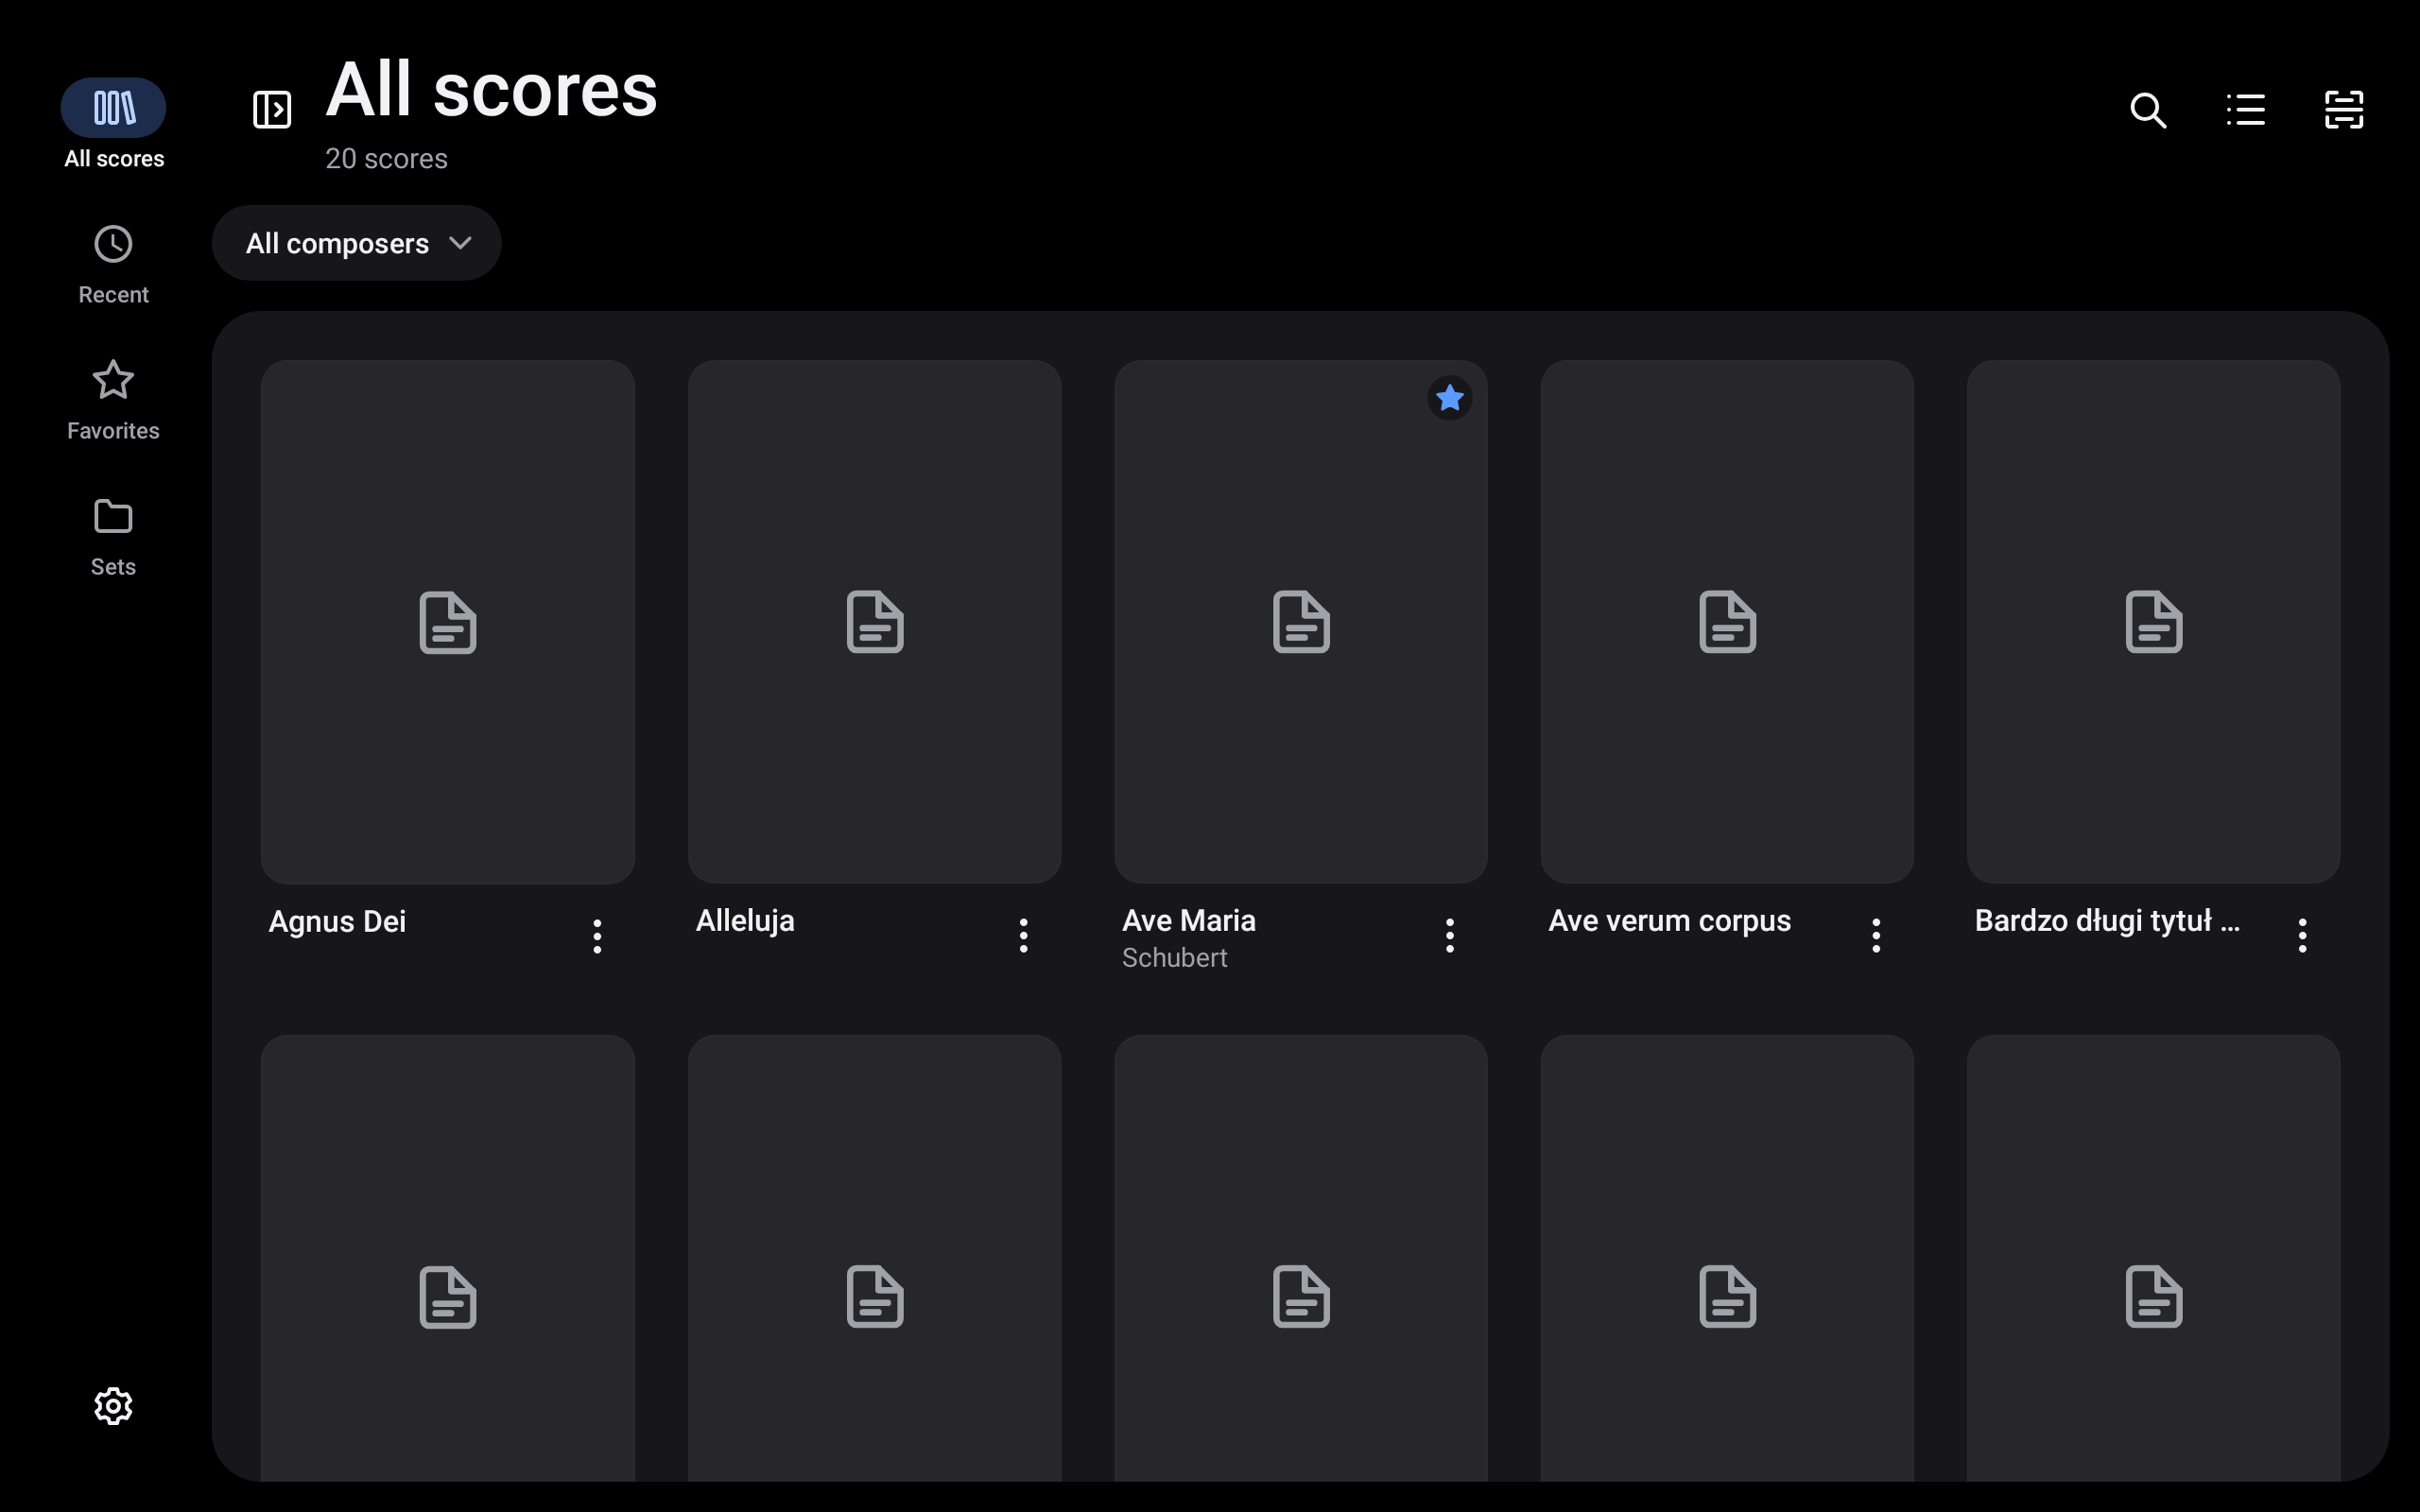 All scores
20 scores
All scores
Recent
Favorites
Sets
All composers
Agnus Dei
Alleluja
Ave Maria
Schubert
Ave verum corpus
Bardzo długi tytuł ...